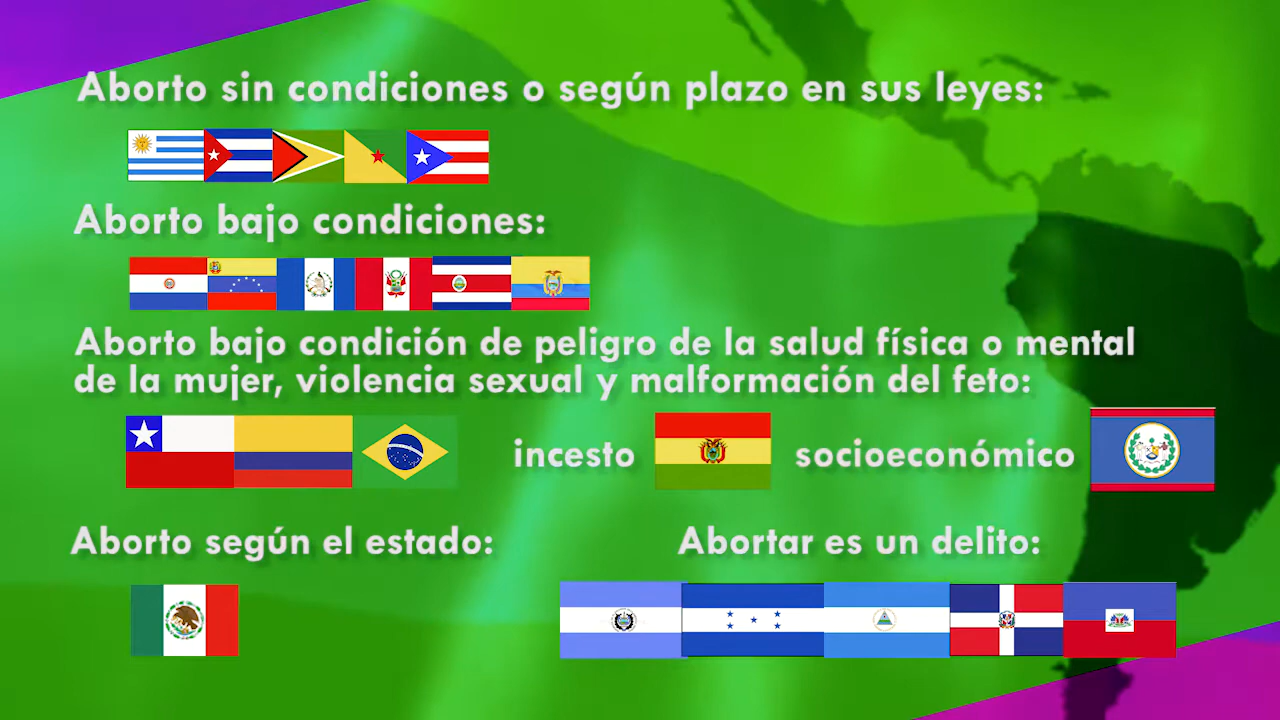 Aborto sin condiciones o según plazo en sus leyes:
Aborto bajo condiciones:
Aborto bajo condición de peligro de la salud física o mental
de la mujer, violencia sexual y malformación del feto:
incesto
socioeconómico
Aborto según el estado:
Abortar es un delito: